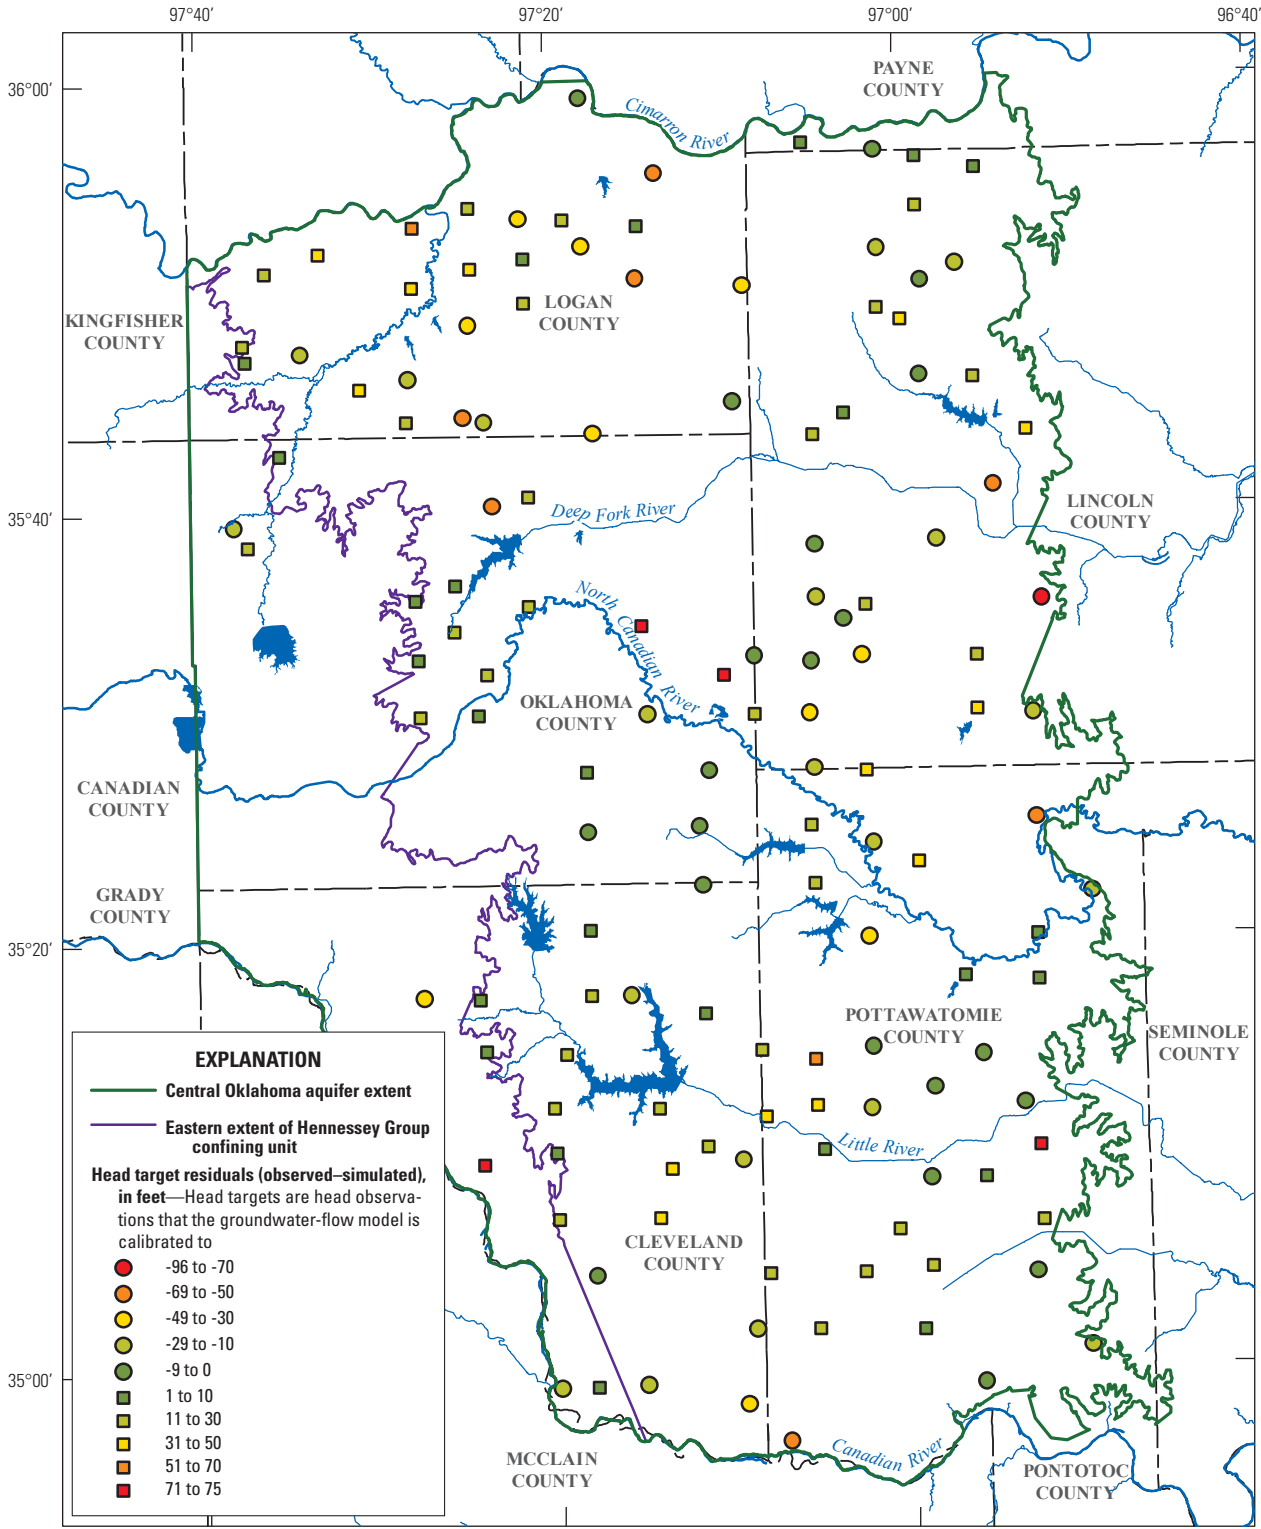 97°40'
97°20'
97°00'
96°40'
36°00'
35°40'
35°20'
35°00'
PAYNE
COUNTY
Cimarron River
KINGFISHER
COUNTY
LOGAN
COUNTY
LINCOLN
COUNTY
Deep Fork River
North Canadian River
OKLAHOMA
COUNTY
CANADIAN
COUNTY
GRADY
COUNTY
POTTAWATOMIE
COUNTY
SEMINOLE
COUNTY
Little River
CLEVELAND
COUNTY
MCCLAIN
COUNTY
Canadian River
PONTOTOC
COUNTY
EXPLANATION
Central Oklahoma aquifer extent
Eastern extent of Hennessey Group
confining unit
Head target residuals (observed–simulated),
in feet—Head targets are head observa-
tions that the groundwater-flow model is
calibrated to
-96 to -70
-69 to -50
-49 to -30
-29 to -10
-9 to 0
1 to 10
11 to 30
31 to 50
51 to 70
71 to 75